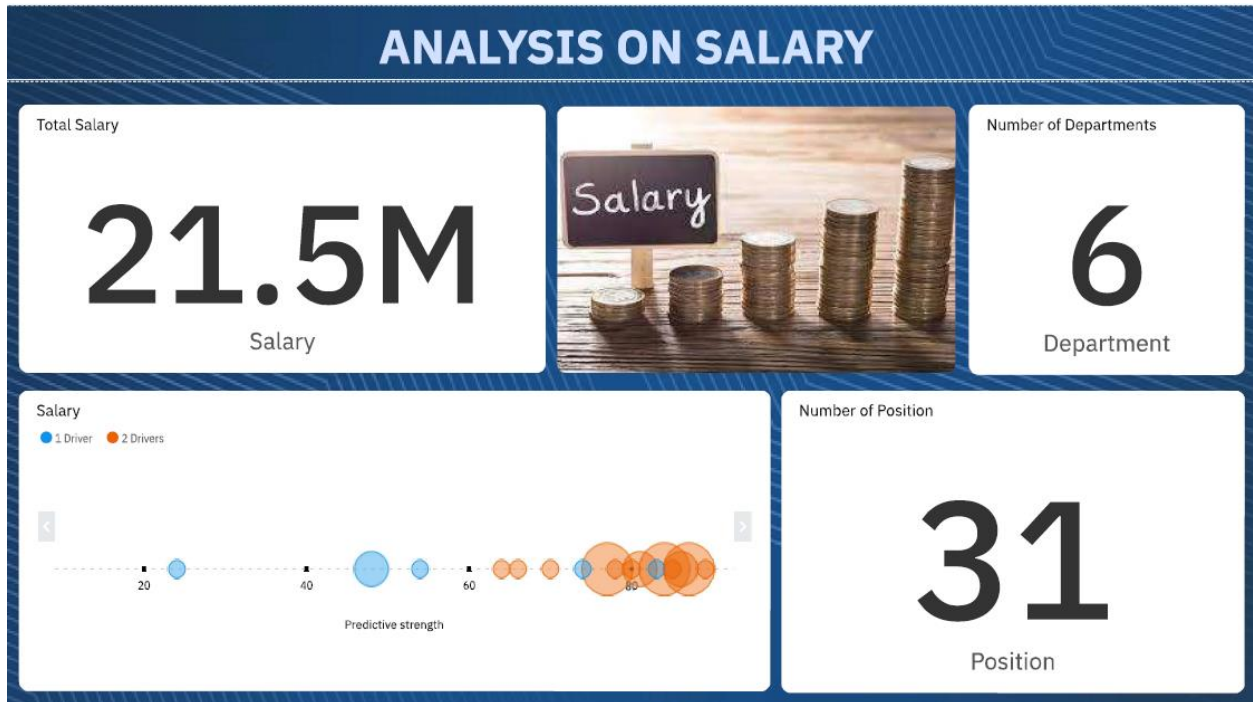 ANALYSIS ON SALARY
Total Salary
21.5M
Salary
Salary
Number of Departments
6
Department
Salary
1 Driver 2 Drivers
20 40 60 80
Predictive strength
Number of Position
31
Position